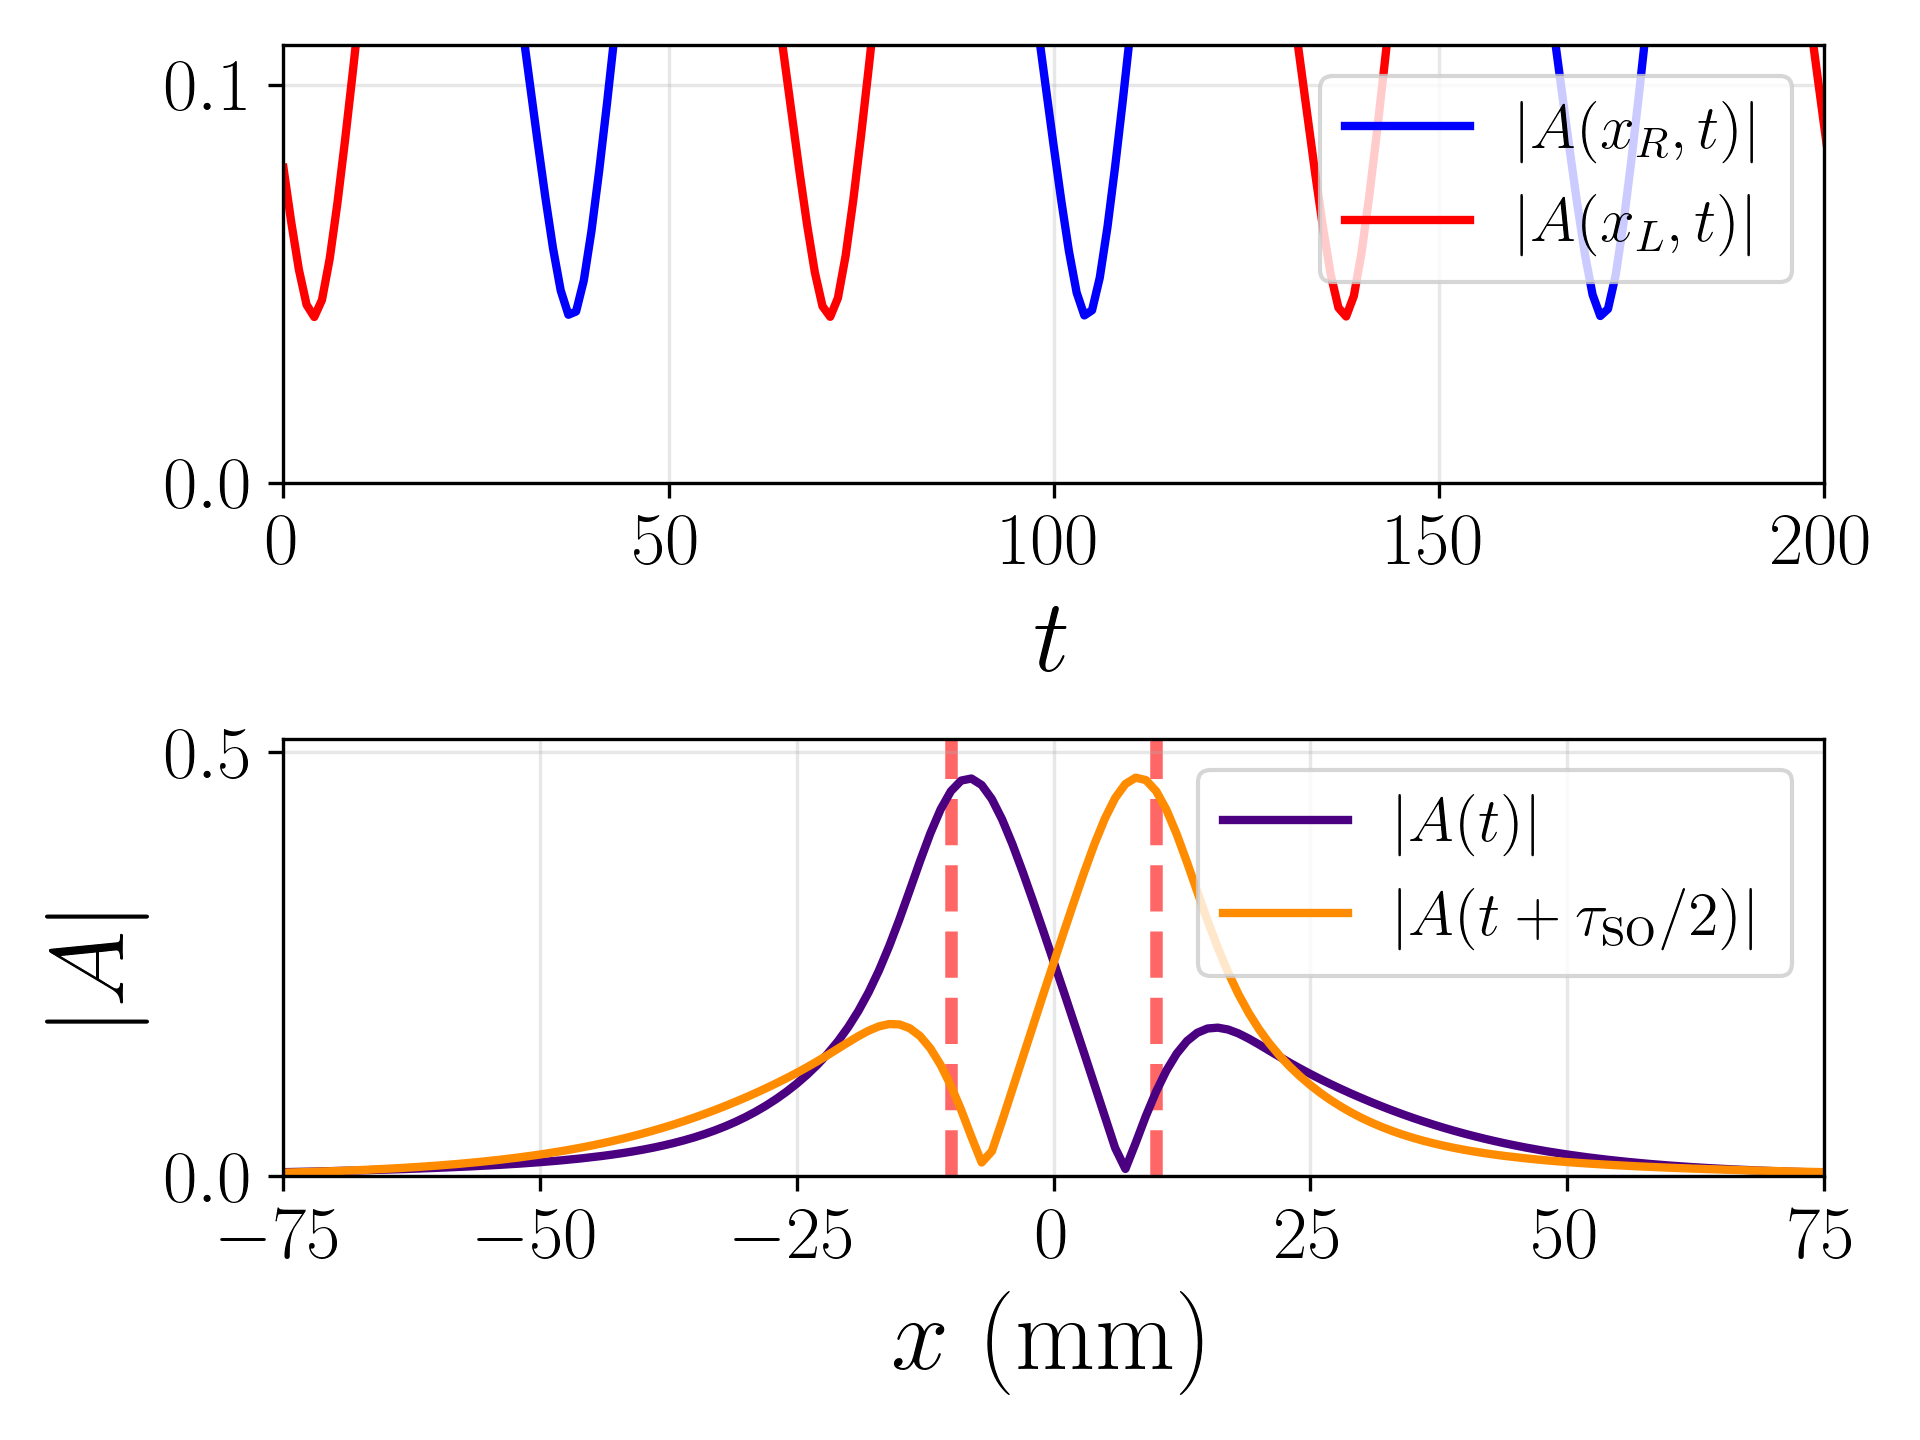 0.1
0.0
|A(x_R, t)|
|A(x_L, t)|
0 50 100 150 200
t
0.5
0.0
|A|
|A(t)|
|A(t + τ_SO/2)|
−75 −50 −25 0 25 50 75
x (mm)